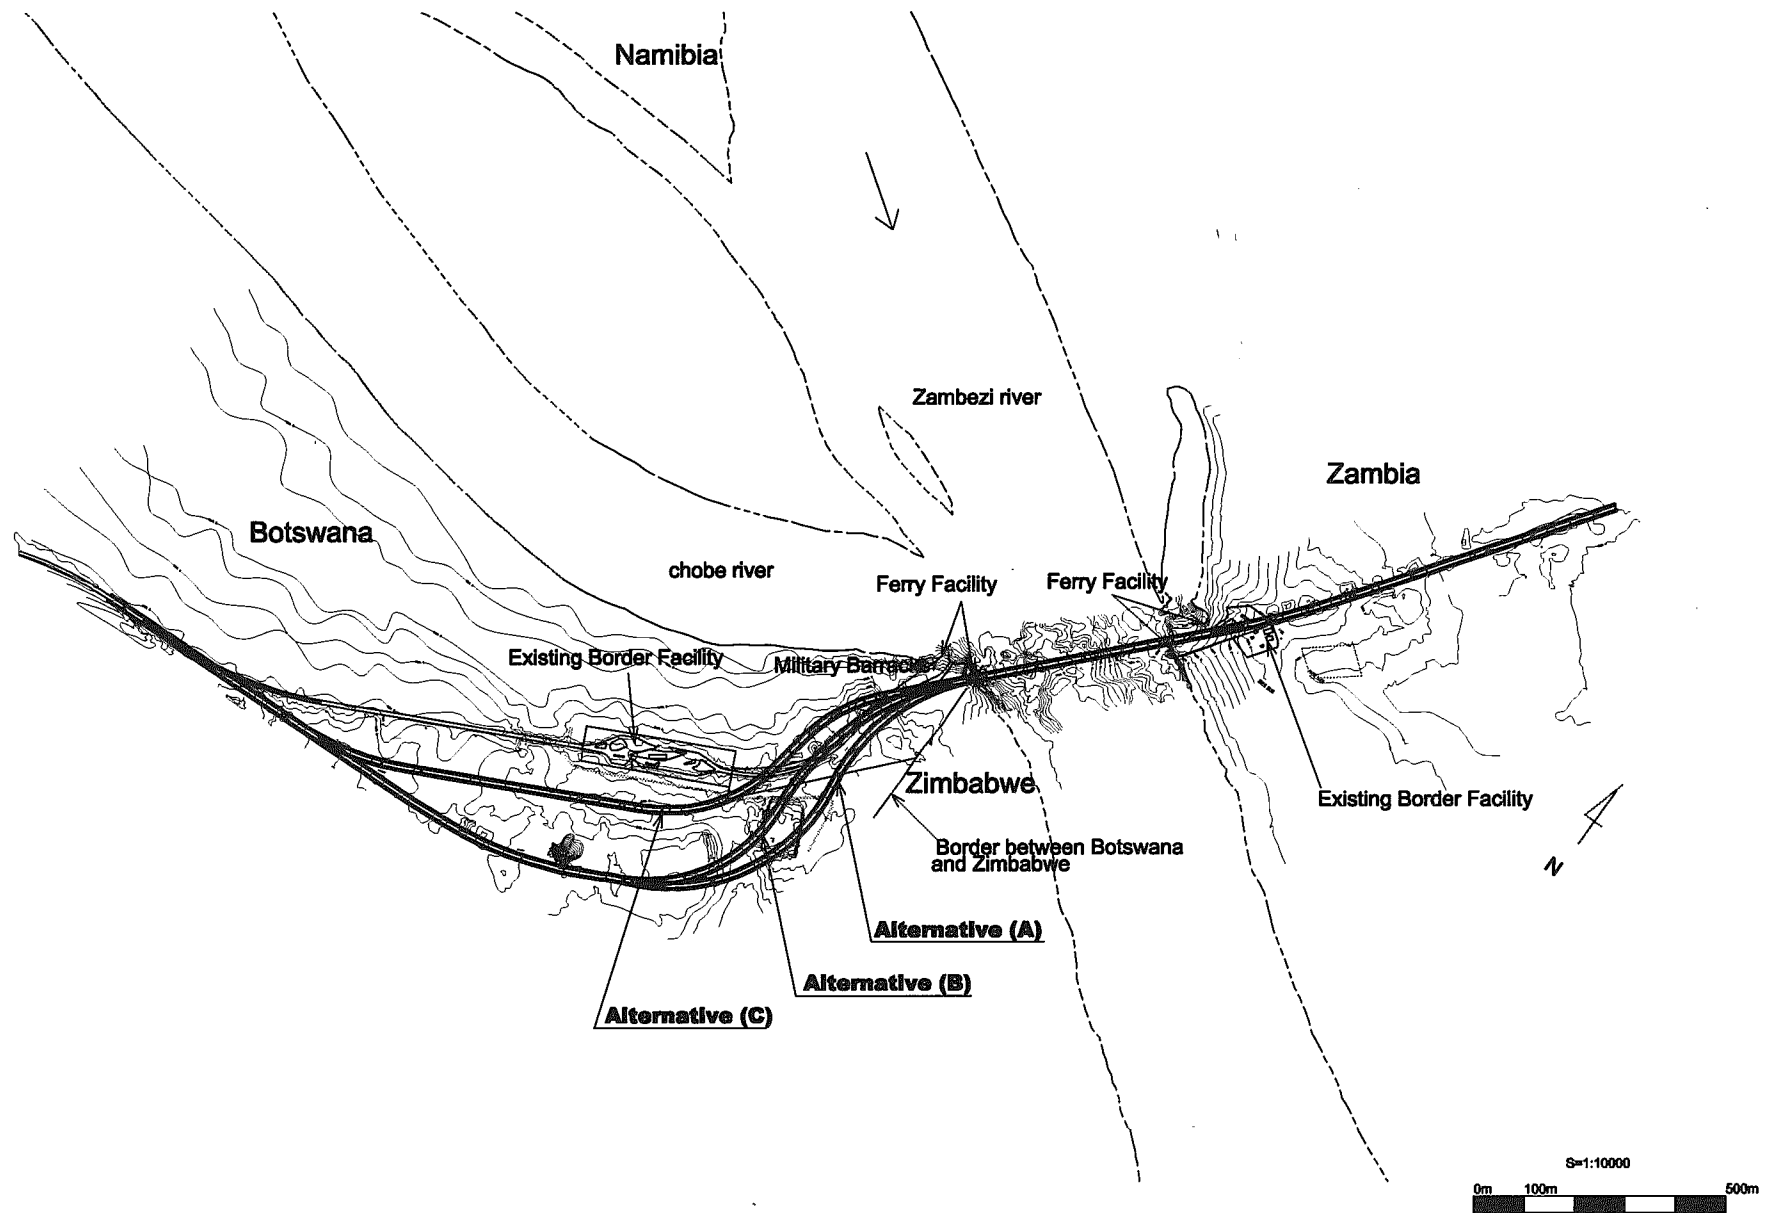 Namibia
Zambezi river
Zambia
Botswana
chobe river
Ferry Facility
Ferry Facility
Existing Border Facility
Military Barracks
Zimbabwe
Existing Border Facility
Border between Botswana
and Zimbabwe
N
Alternative (A)
Alternative (B)
Alternative (C)
S=1:10000
0m 100m 500m